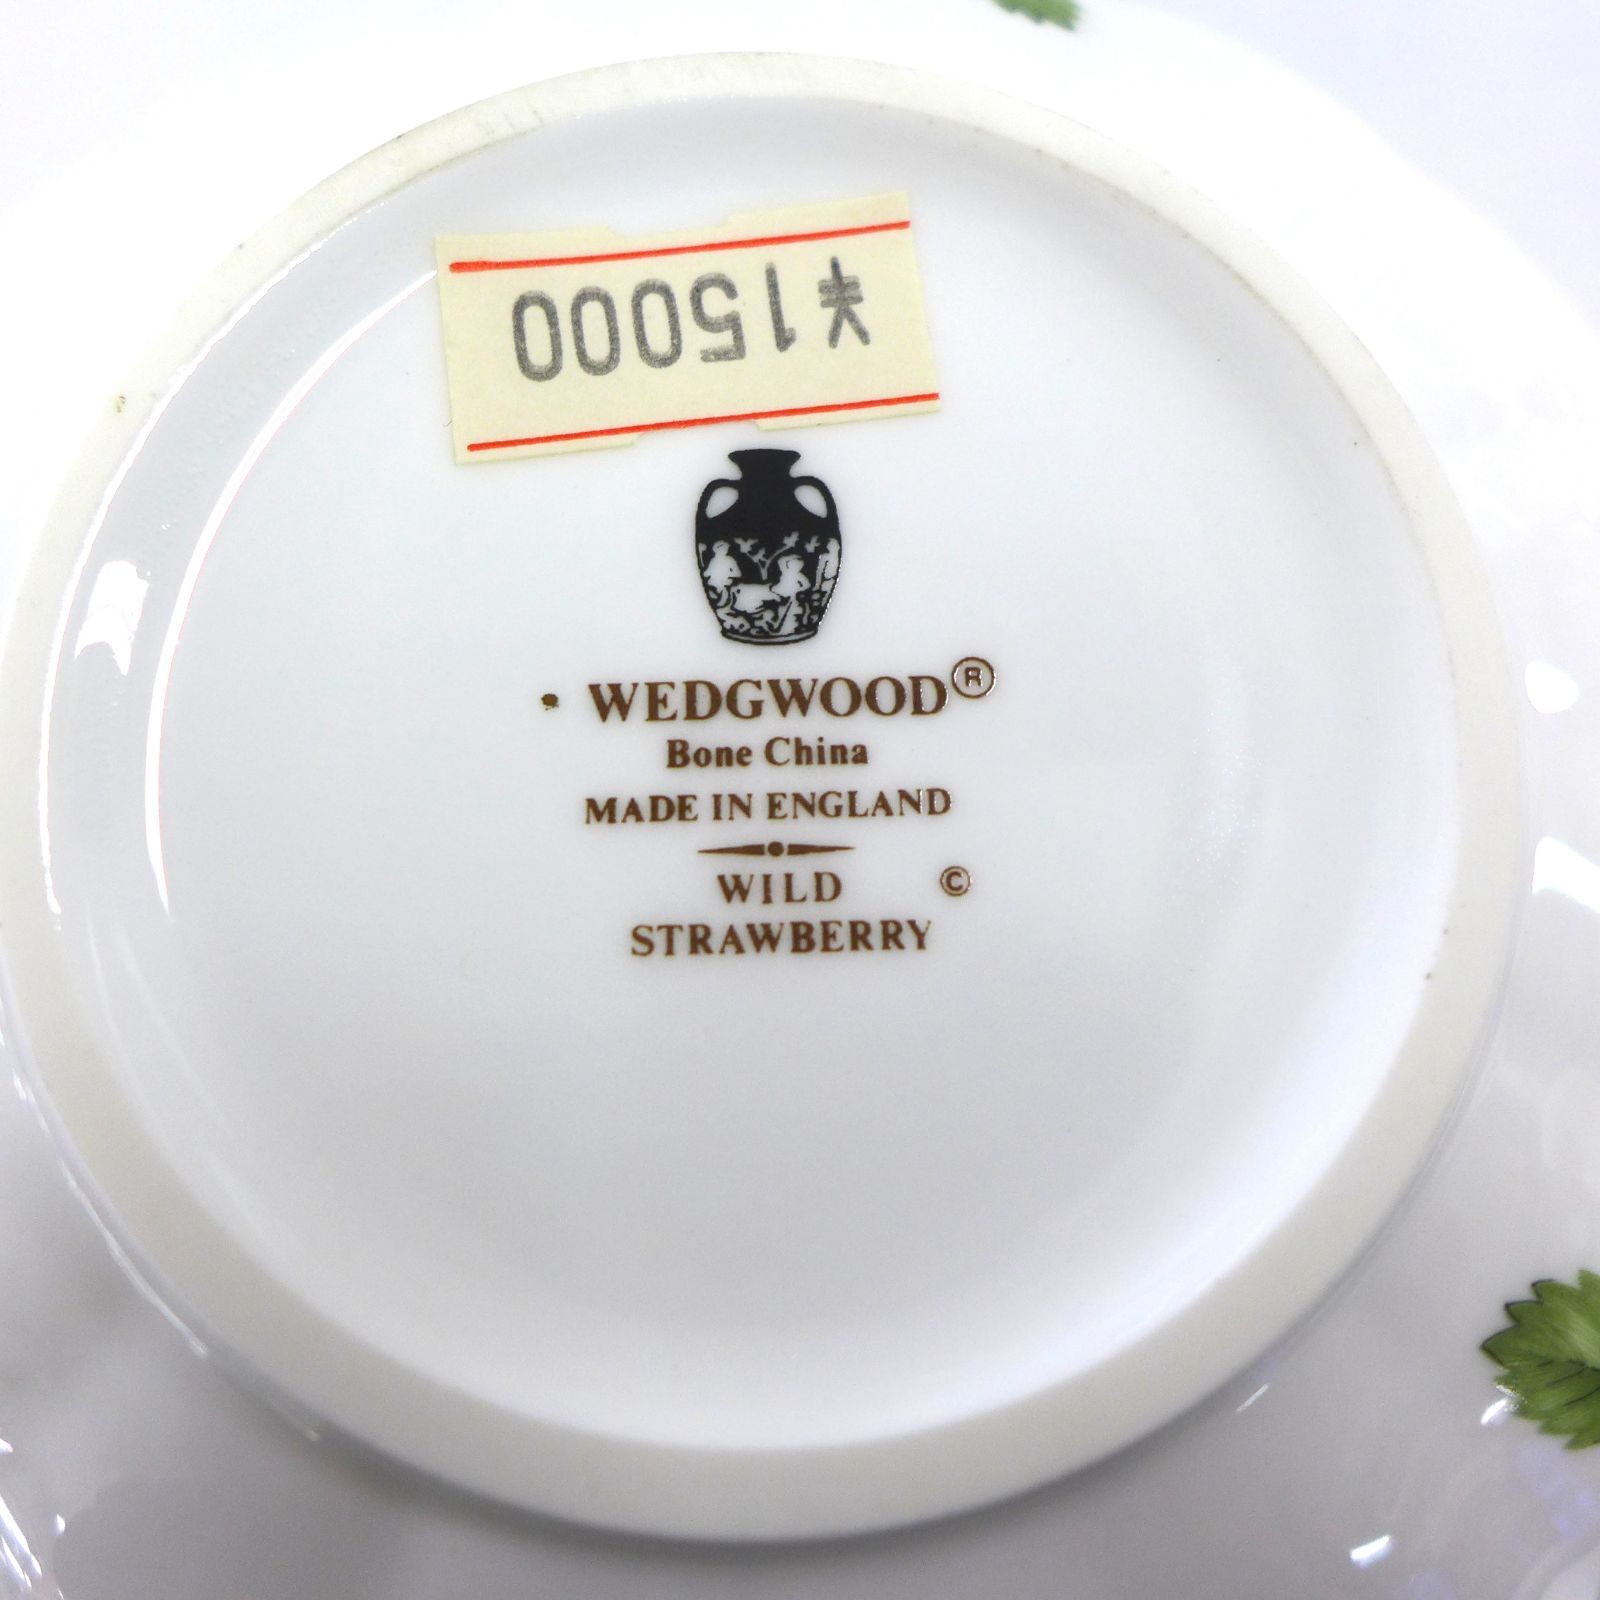 ¥15000
WEDGWOOD®
Bone China
MADE IN ENGLAND
WILD ©
STRAWBERRY